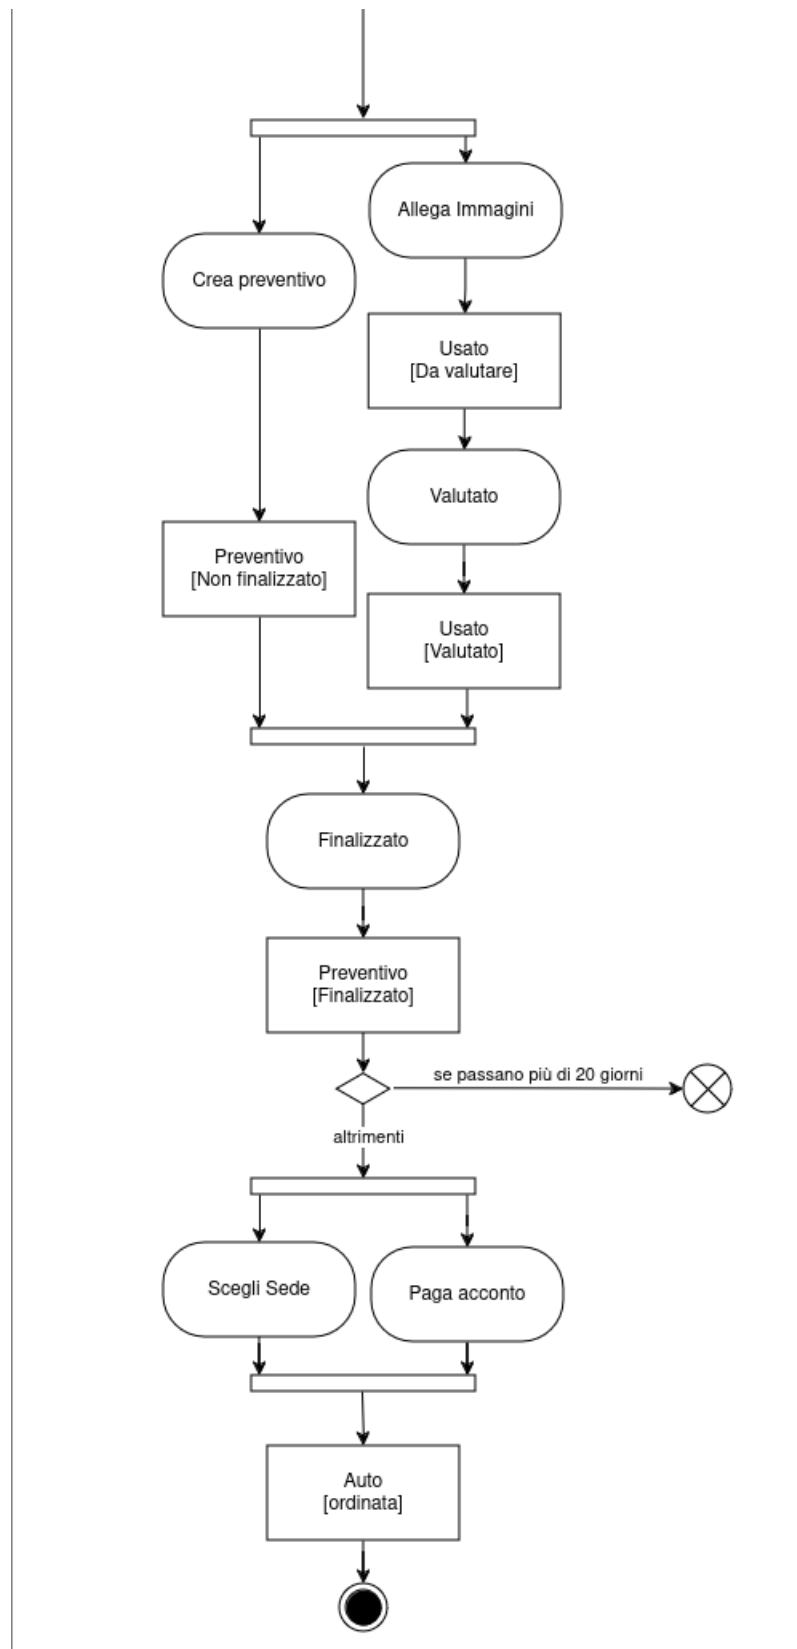 Allega Immagini
Crea preventivo
Usato
[Da valutare]
Valutato
Preventivo
[Non finalizzato]
Usato
[Valutato]
Finalizzato
Preventivo
[Finalizzato]
se passano più di 20 giorni
altrimenti
Scegli Sede
Paga acconto
Auto
[ordinata]